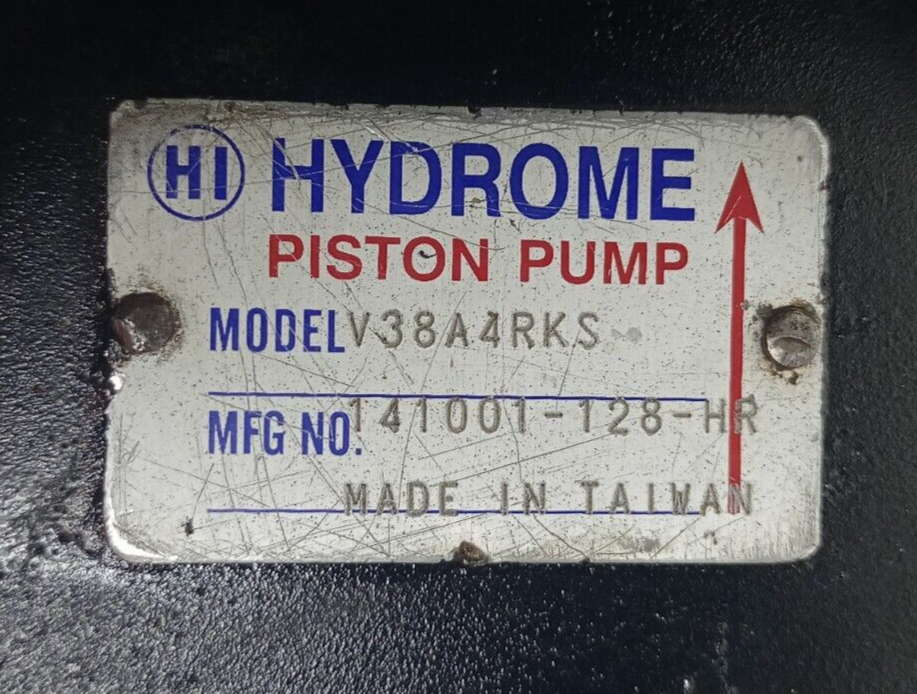 HI HYDROME
PISTON PUMP
MODEL V38A4RKS
MFG NO. 141001-128-HR
MADE IN TAIWAN